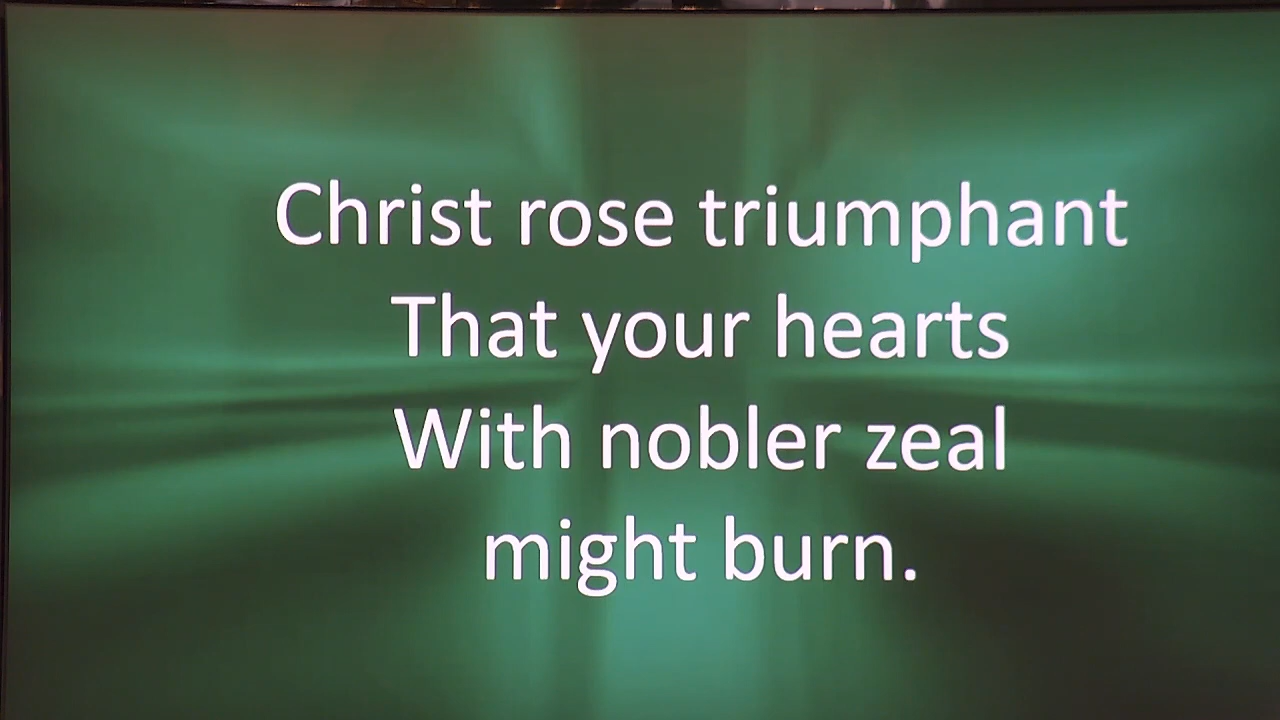 Christ rose triumphant
That your hearts
With nobler zeal
might burn.